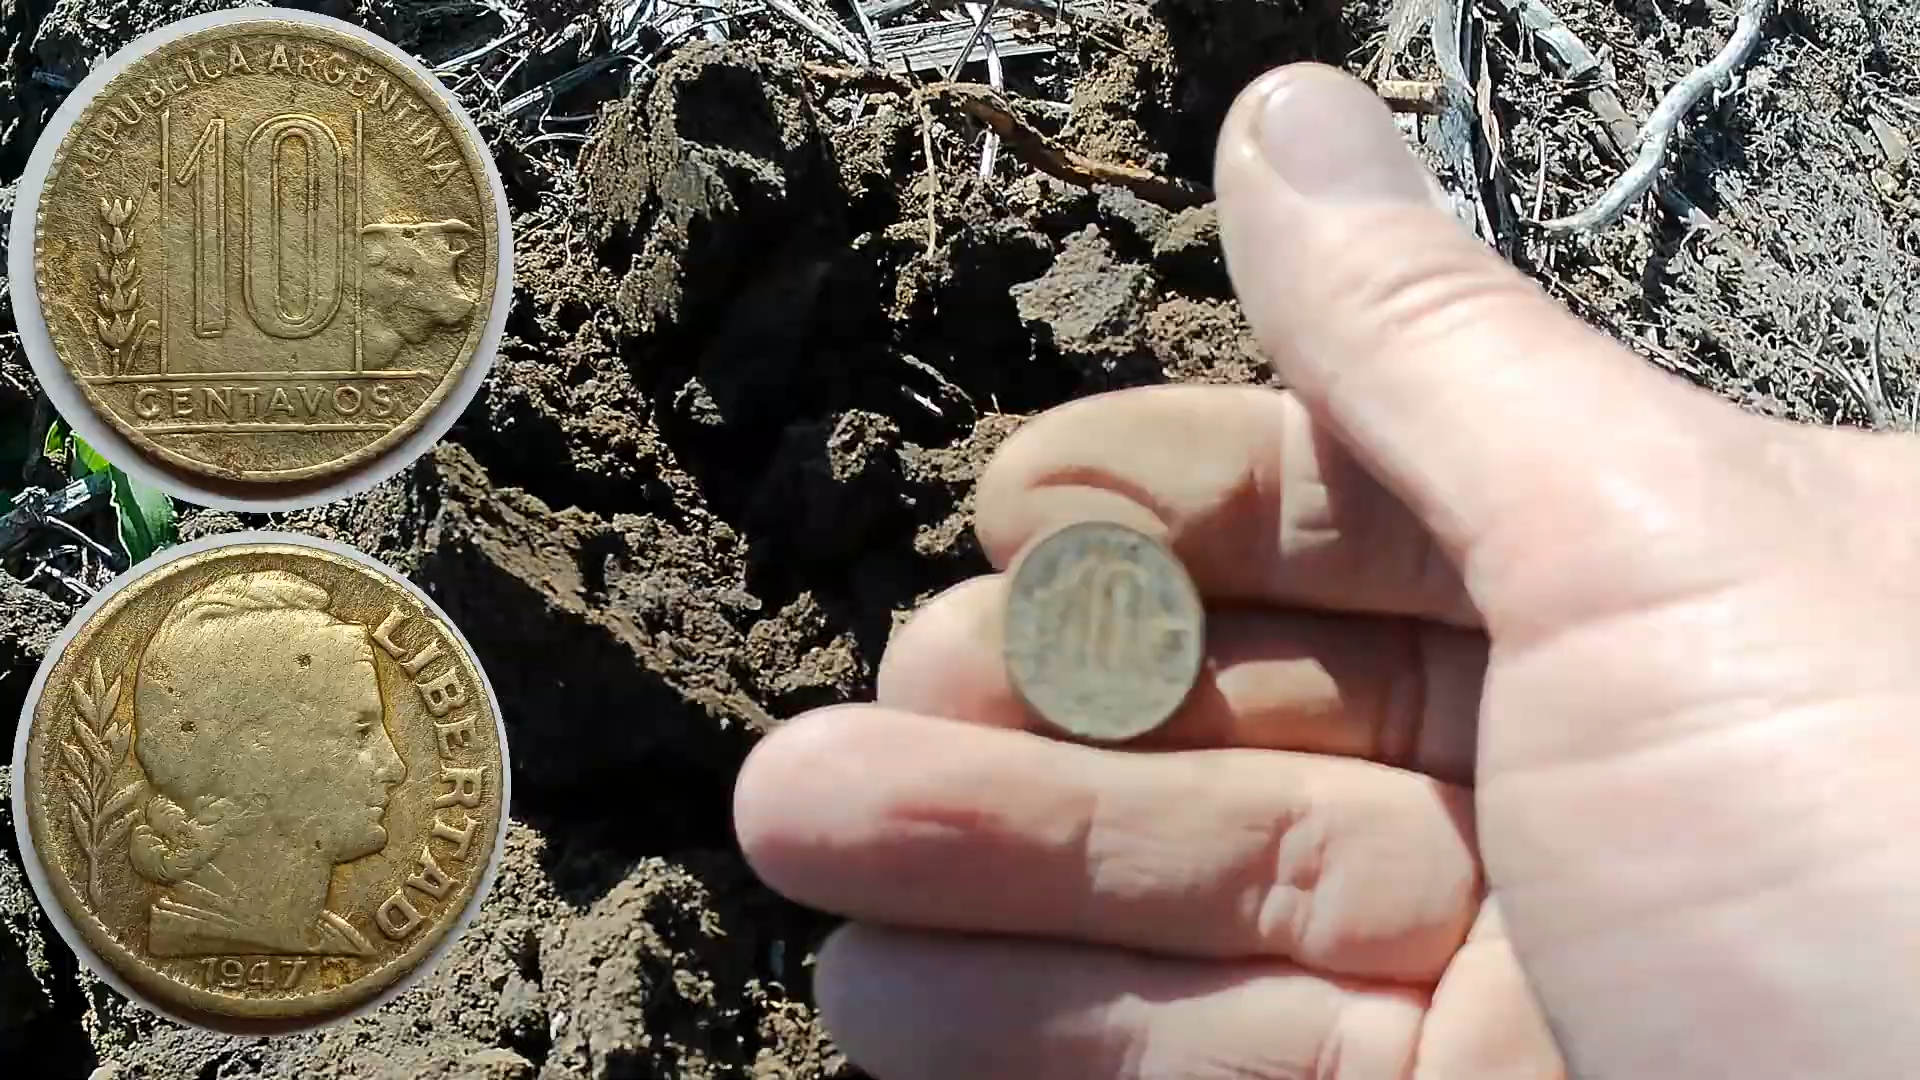 REPUBLICA ARGENTINA
10
CENTAVOS
LIBERTAD
1947
10